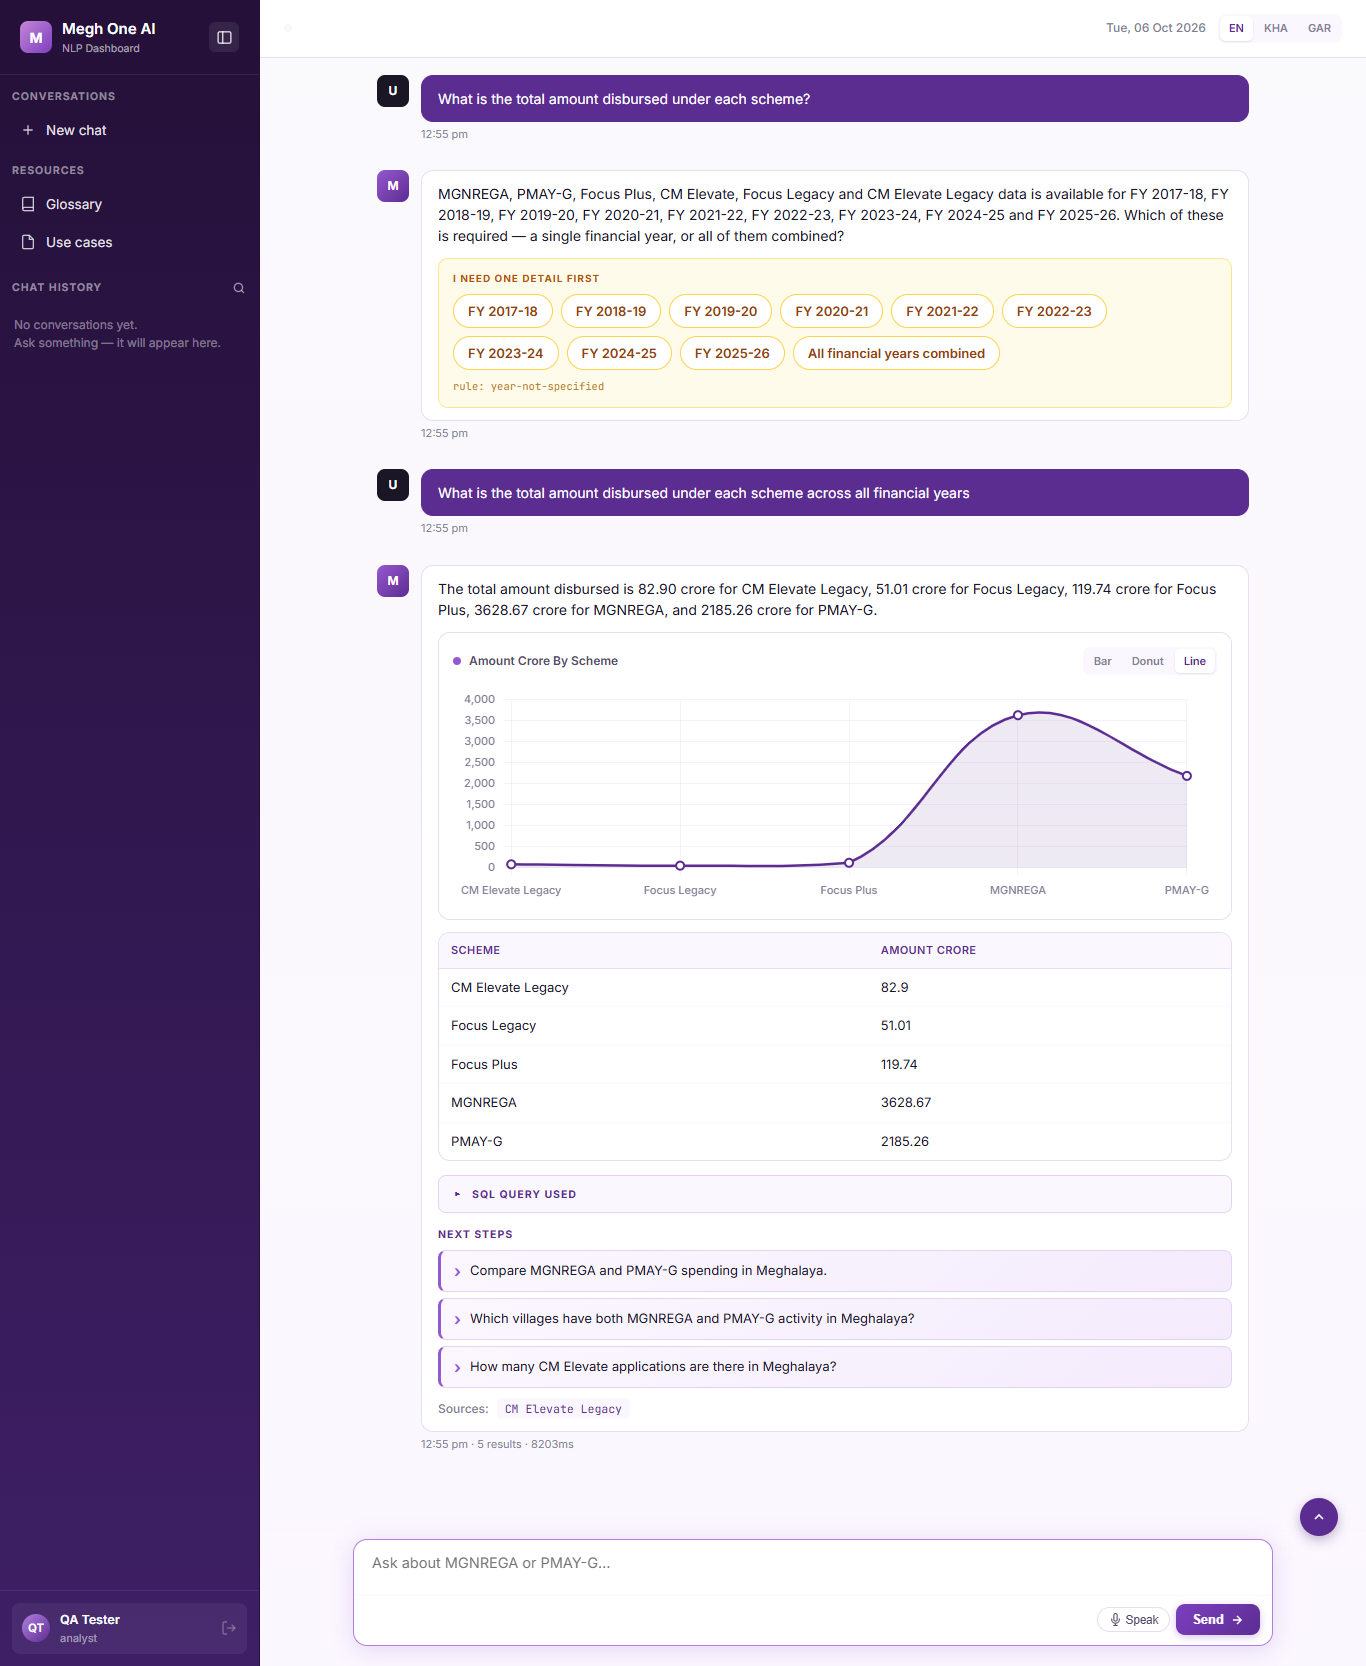 M
Megh One AI
NLP Dashboard
CONVERSATIONS
New chat
RESOURCES
Glossary
Use cases
CHAT HISTORY
No conversations yet.
Ask something — it will appear here.
QT
QA Tester
analyst
Tue, 06 Oct 2026
EN KHA GAR
U
What is the total amount disbursed under each scheme?
12:55 pm
M
MGNREGA, PMAY-G, Focus Plus, CM Elevate, Focus Legacy and CM Elevate Legacy data is available for FY 2017-18, FY
2018-19, FY 2019-20, FY 2020-21, FY 2021-22, FY 2022-23, FY 2023-24, FY 2024-25 and FY 2025-26. Which of these
is required — a single financial year, or all of them combined?
I NEED ONE DETAIL FIRST
FY 2017-18 FY 2018-19 FY 2019-20 FY 2020-21 FY 2021-22 FY 2022-23
FY 2023-24 FY 2024-25 FY 2025-26 All financial years combined
rule: year-not-specified
12:55 pm
U
What is the total amount disbursed under each scheme across all financial years
12:55 pm
M
The total amount disbursed is 82.90 crore for CM Elevate Legacy, 51.01 crore for Focus Legacy, 119.74 crore for Focus
Plus, 3628.67 crore for MGNREGA, and 2185.26 crore for PMAY-G.
Amount Crore By Scheme
Bar Donut Line
4,000
3,500
3,000
2,500
2,000
1,500
1,000
500
0
CM Elevate Legacy Focus Legacy Focus Plus MGNREGA PMAY-G
SCHEME AMOUNT CRORE
CM Elevate Legacy 82.9
Focus Legacy 51.01
Focus Plus 119.74
MGNREGA 3628.67
PMAY-G 2185.26
SQL QUERY USED
NEXT STEPS
Compare MGNREGA and PMAY-G spending in Meghalaya.
Which villages have both MGNREGA and PMAY-G activity in Meghalaya?
How many CM Elevate applications are there in Meghalaya?
Sources: CM Elevate Legacy
12:55 pm · 5 results · 8203ms
Ask about MGNREGA or PMAY-G...
Speak
Send →